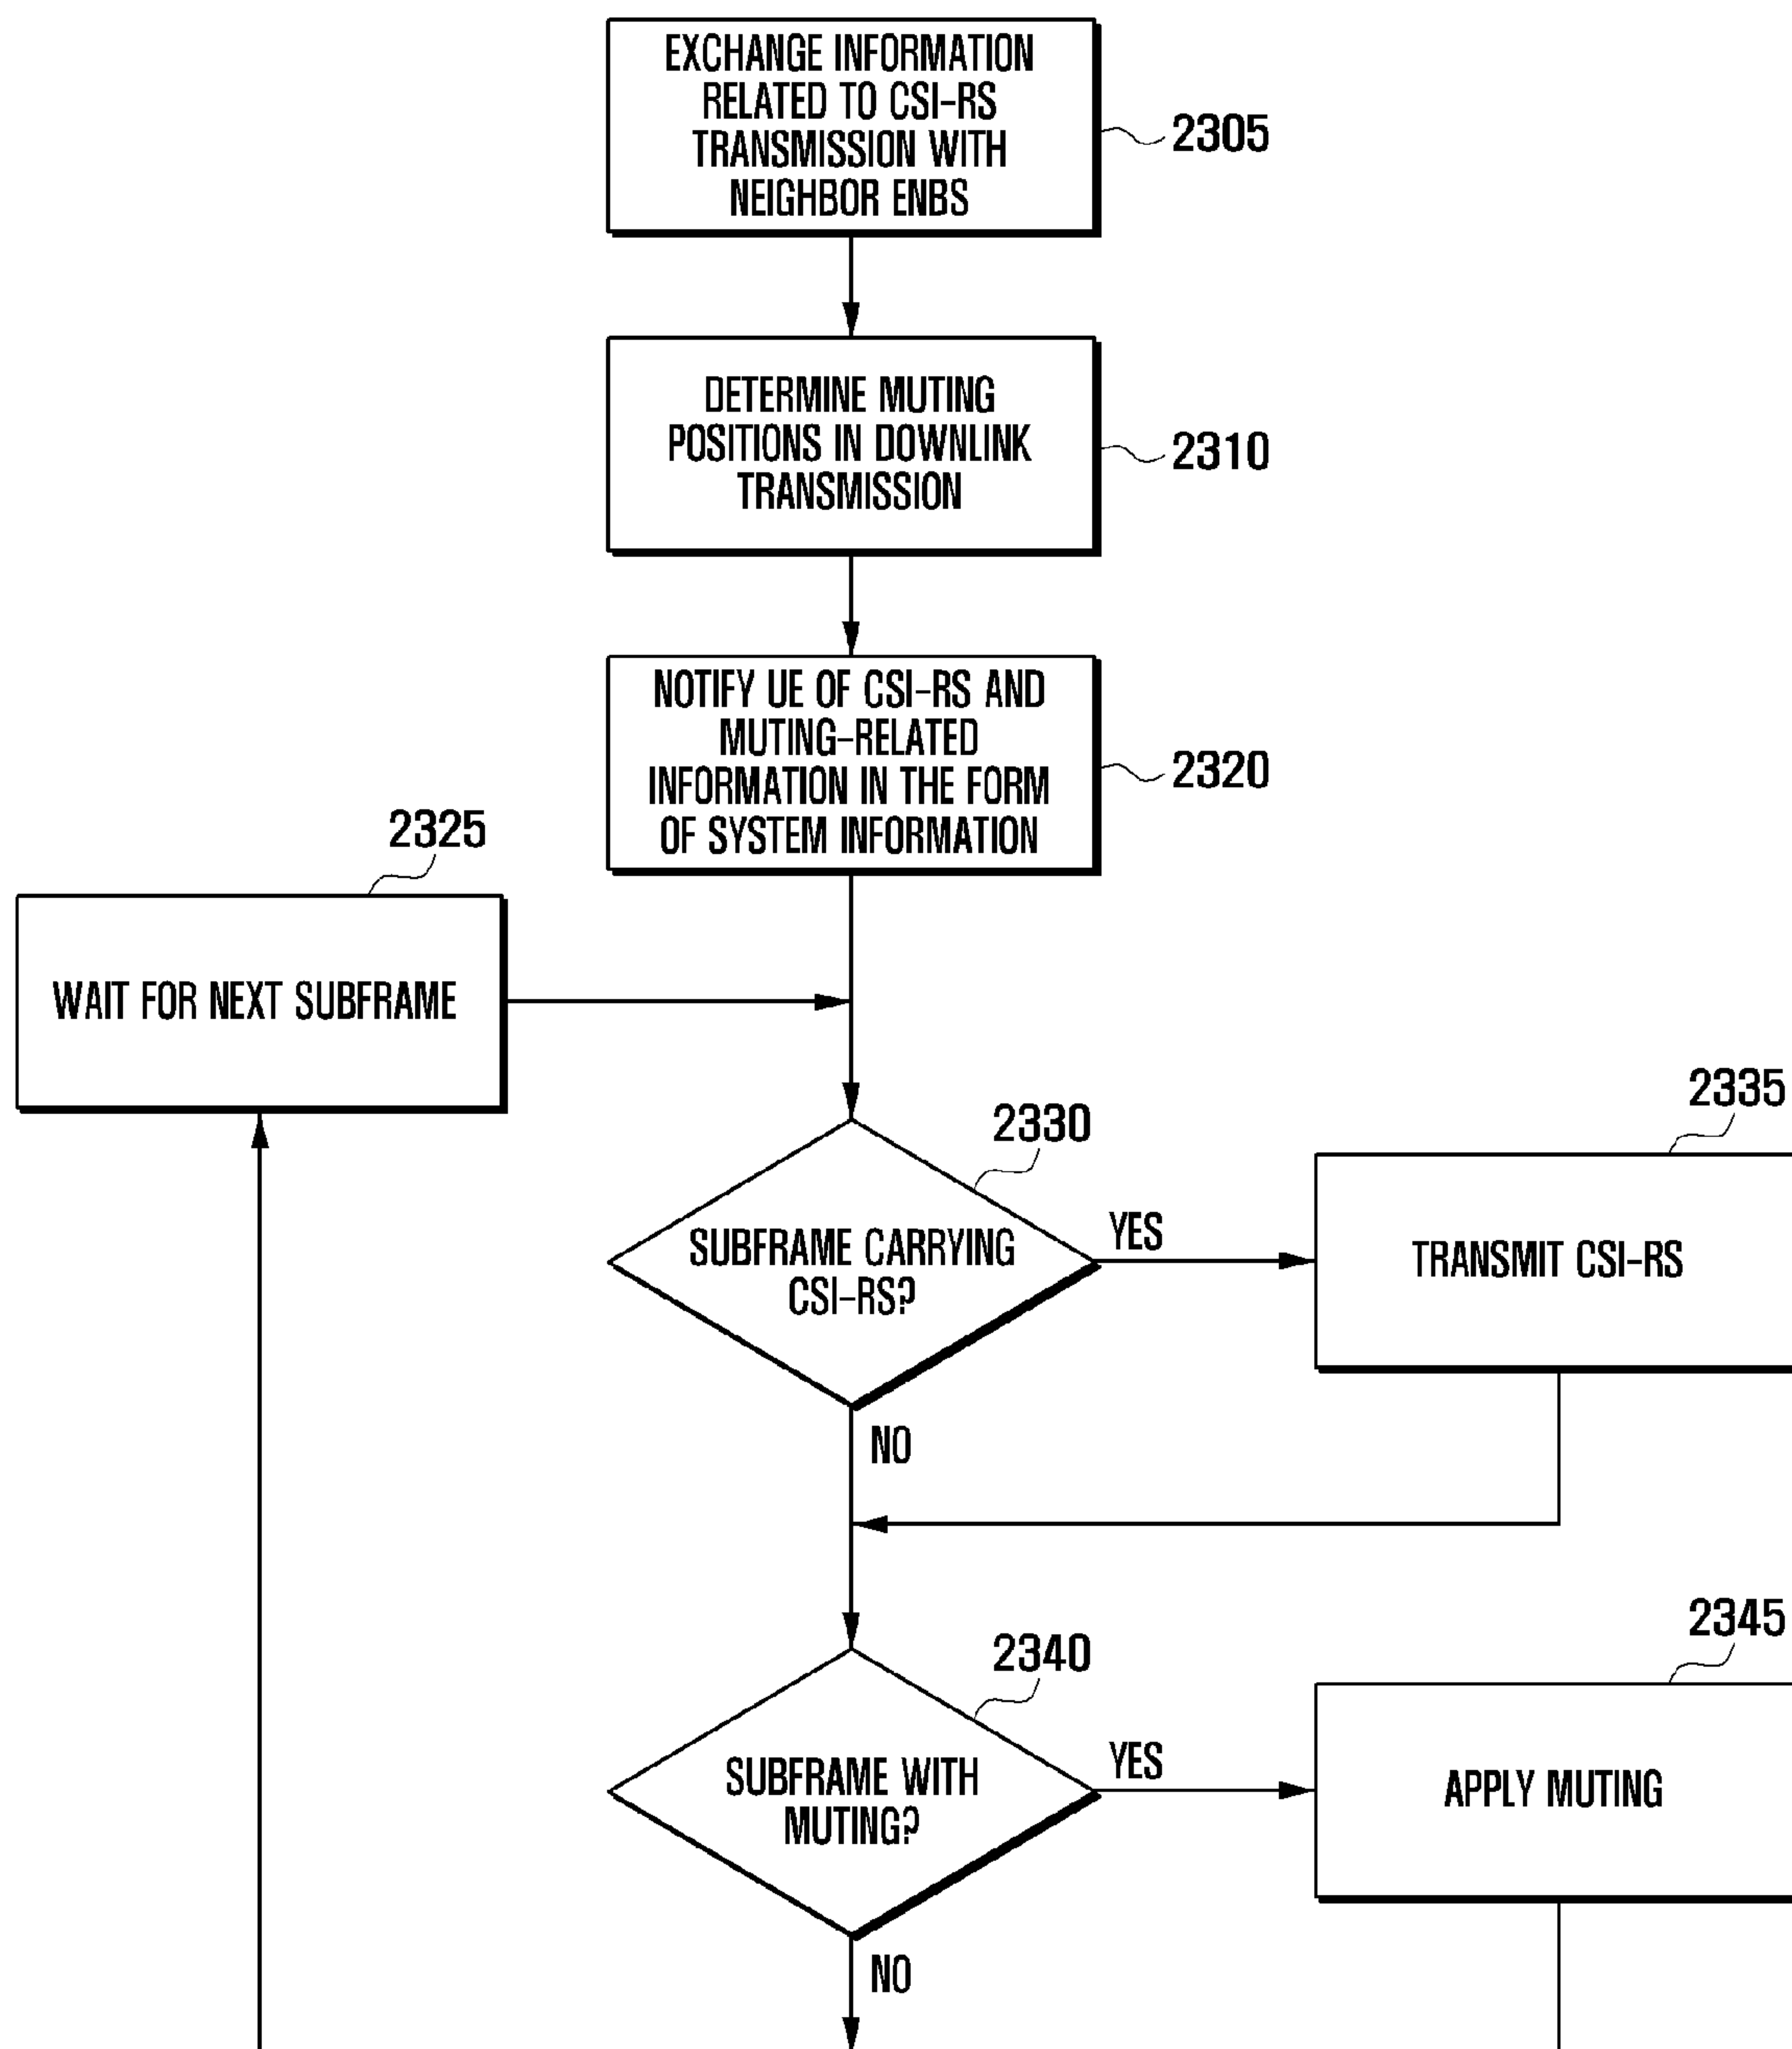 EXCHANGE INFORMATION
RELATED TO CSI-RS
TRANSMISSION WITH
NEIGHBOR ENBS
2305
DETERMINE MUTING
POSITIONS IN DOWNLINK
TRANSMISSION
2310
NOTIFY UE OF CSI-RS AND
MUTING-RELATED
INFORMATION IN THE FORM
OF SYSTEM INFORMATION
2320
2325
WAIT FOR NEXT SUBFRAME
2330
SUBFRAME CARRYING
CSI-RS?
YES
NO
2335
TRANSMIT CSI-RS
2340
SUBFRAME WITH
MUTING?
YES
NO
2345
APPLY MUTING